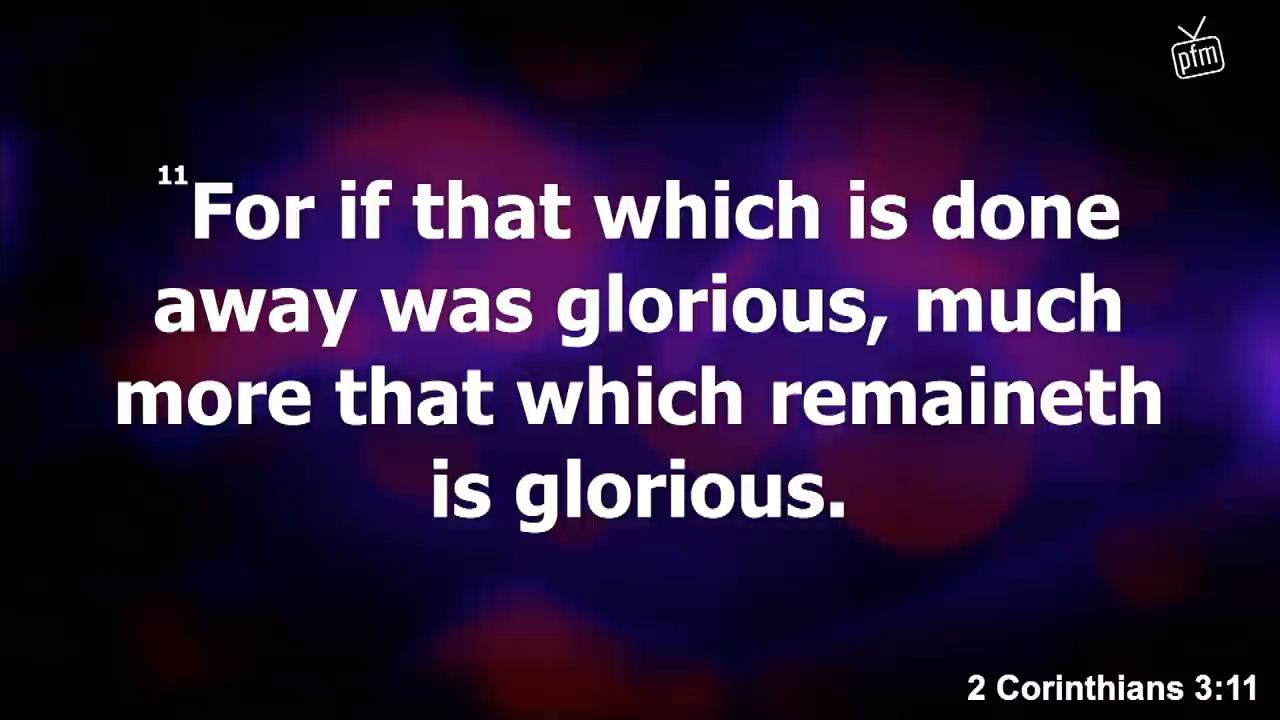 pfm
11For if that which is done
away was glorious, much
more that which remaineth
is glorious.
2 Corinthians 3:11